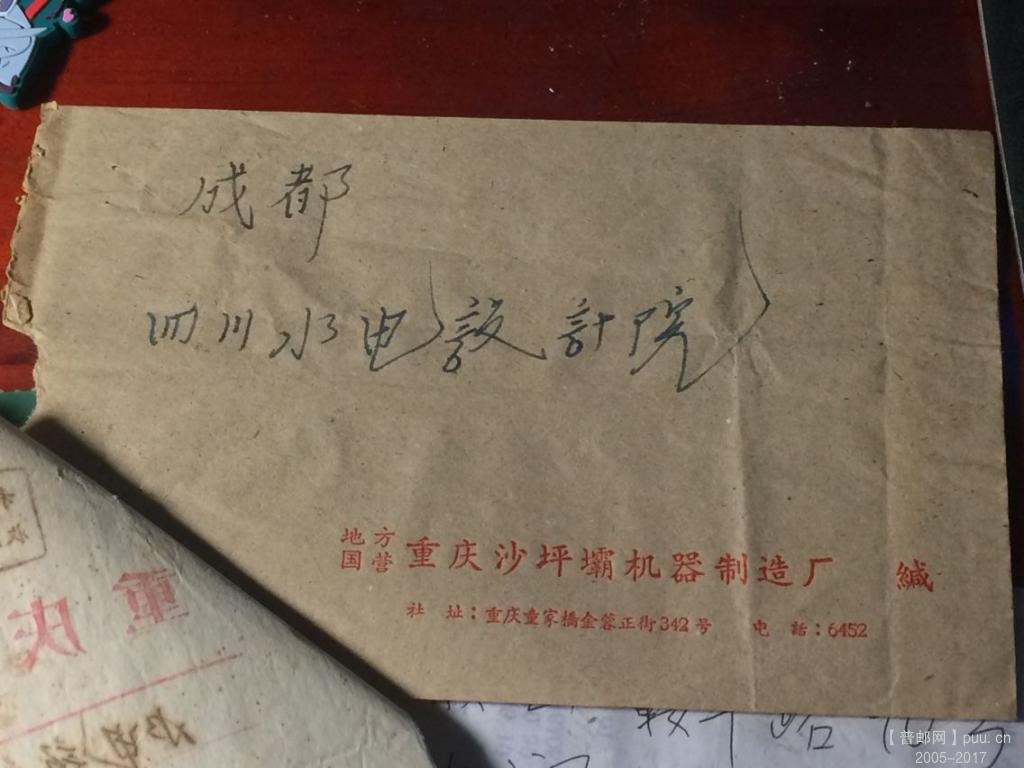 成都
四川水电設計院
地方国营 重庆沙坪壩机器制造厂 緘
社 址：重庆童家橋金蓉正街342号 电 話：6452
重庆
【普邮网】puu.cn
2005-2017